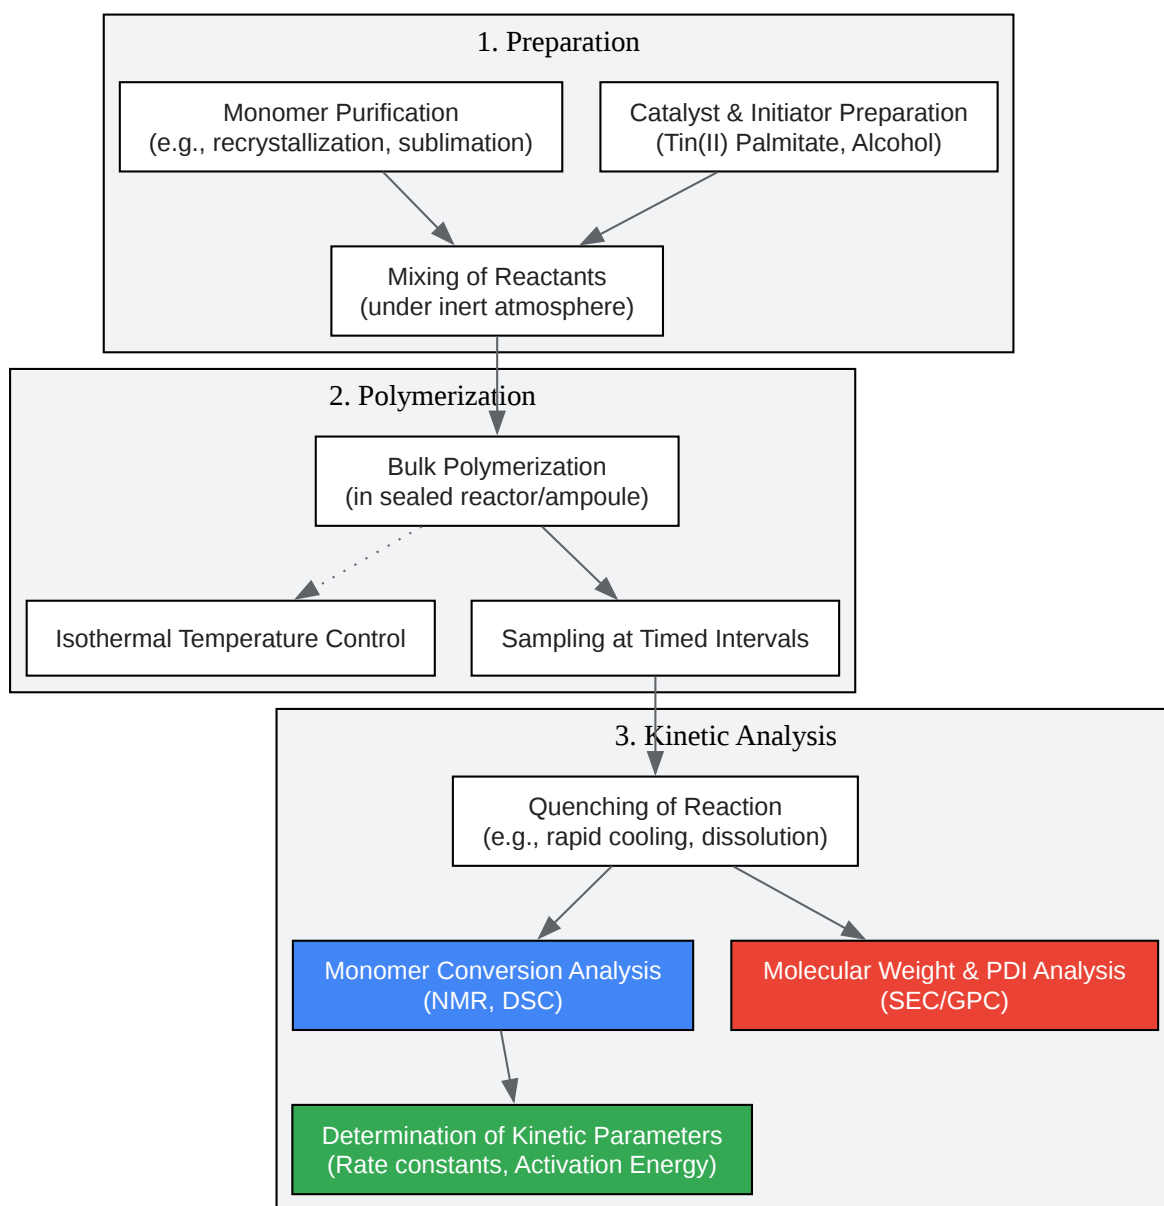 1. Preparation
Monomer Purification
(e.g., recrystallization, sublimation)
Catalyst & Initiator Preparation
(Tin(II) Palmitate, Alcohol)
Mixing of Reactants
(under inert atmosphere)
2. Polymerization
Bulk Polymerization
(in sealed reactor/ampoule)
Isothermal Temperature Control
Sampling at Timed Intervals
3. Kinetic Analysis
Quenching of Reaction
(e.g., rapid cooling, dissolution)
Monomer Conversion Analysis
(NMR, DSC)
Molecular Weight & PDI Analysis
(SEC/GPC)
Determination of Kinetic Parameters
(Rate constants, Activation Energy)